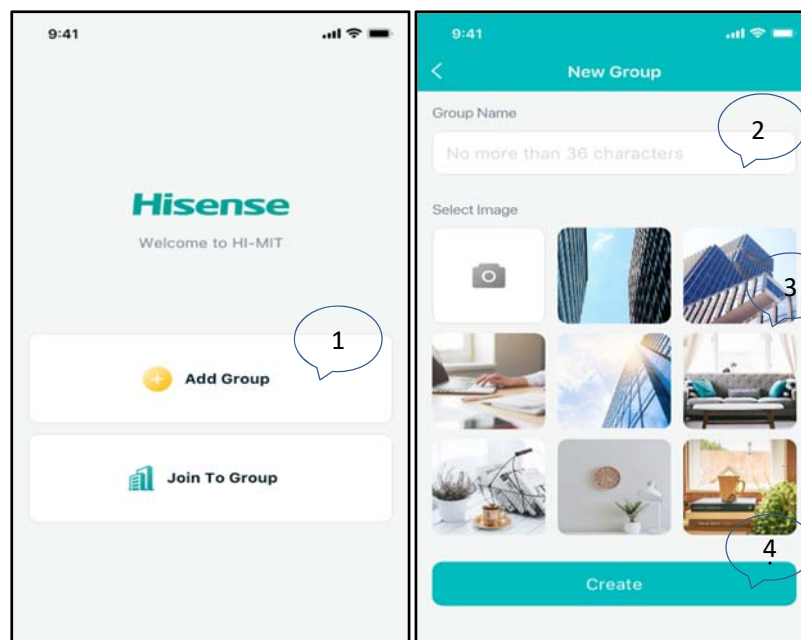 9:41
Hisense
Welcome to HI-MIT
1
Add Group
Join To Group
9:41
New Group
Group Name
2
No more than 36 characters
Select Image
3
4
.
Create